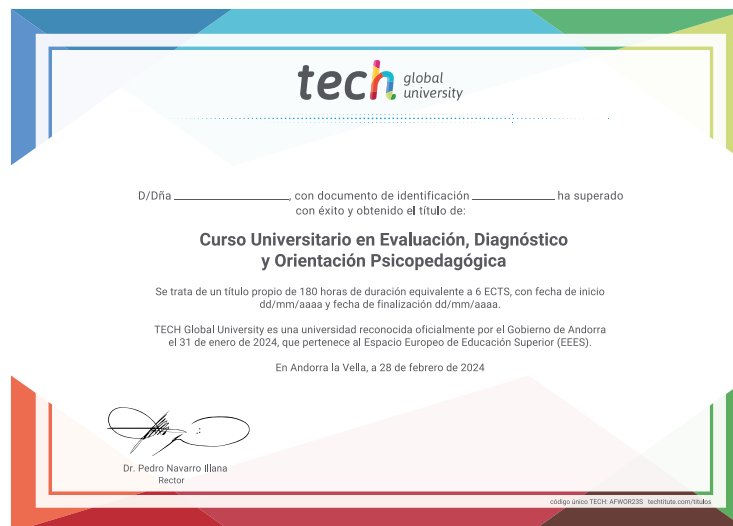 tech global
university
D/Dña ____________________, con documento de identificación ______________ ha superado
con éxito y obtenido el título de:
Curso Universitario en Evaluación, Diagnóstico
y Orientación Psicopedagógica
Se trata de un título propio de 180 horas de duración equivalente a 6 ECTS, con fecha de inicio
dd/mm/aaaa y fecha de finalización dd/mm/aaaa.
TECH Global University es una universidad reconocida oficialmente por el Gobierno de Andorra
el 31 de enero de 2024, que pertenece al Espacio Europeo de Educación Superior (EEES).
En Andorra la Vella, a 28 de febrero de 2024
Dr. Pedro Navarro Illana
Rector
código único TECH: AFWOR23S techtitute.com/titulos